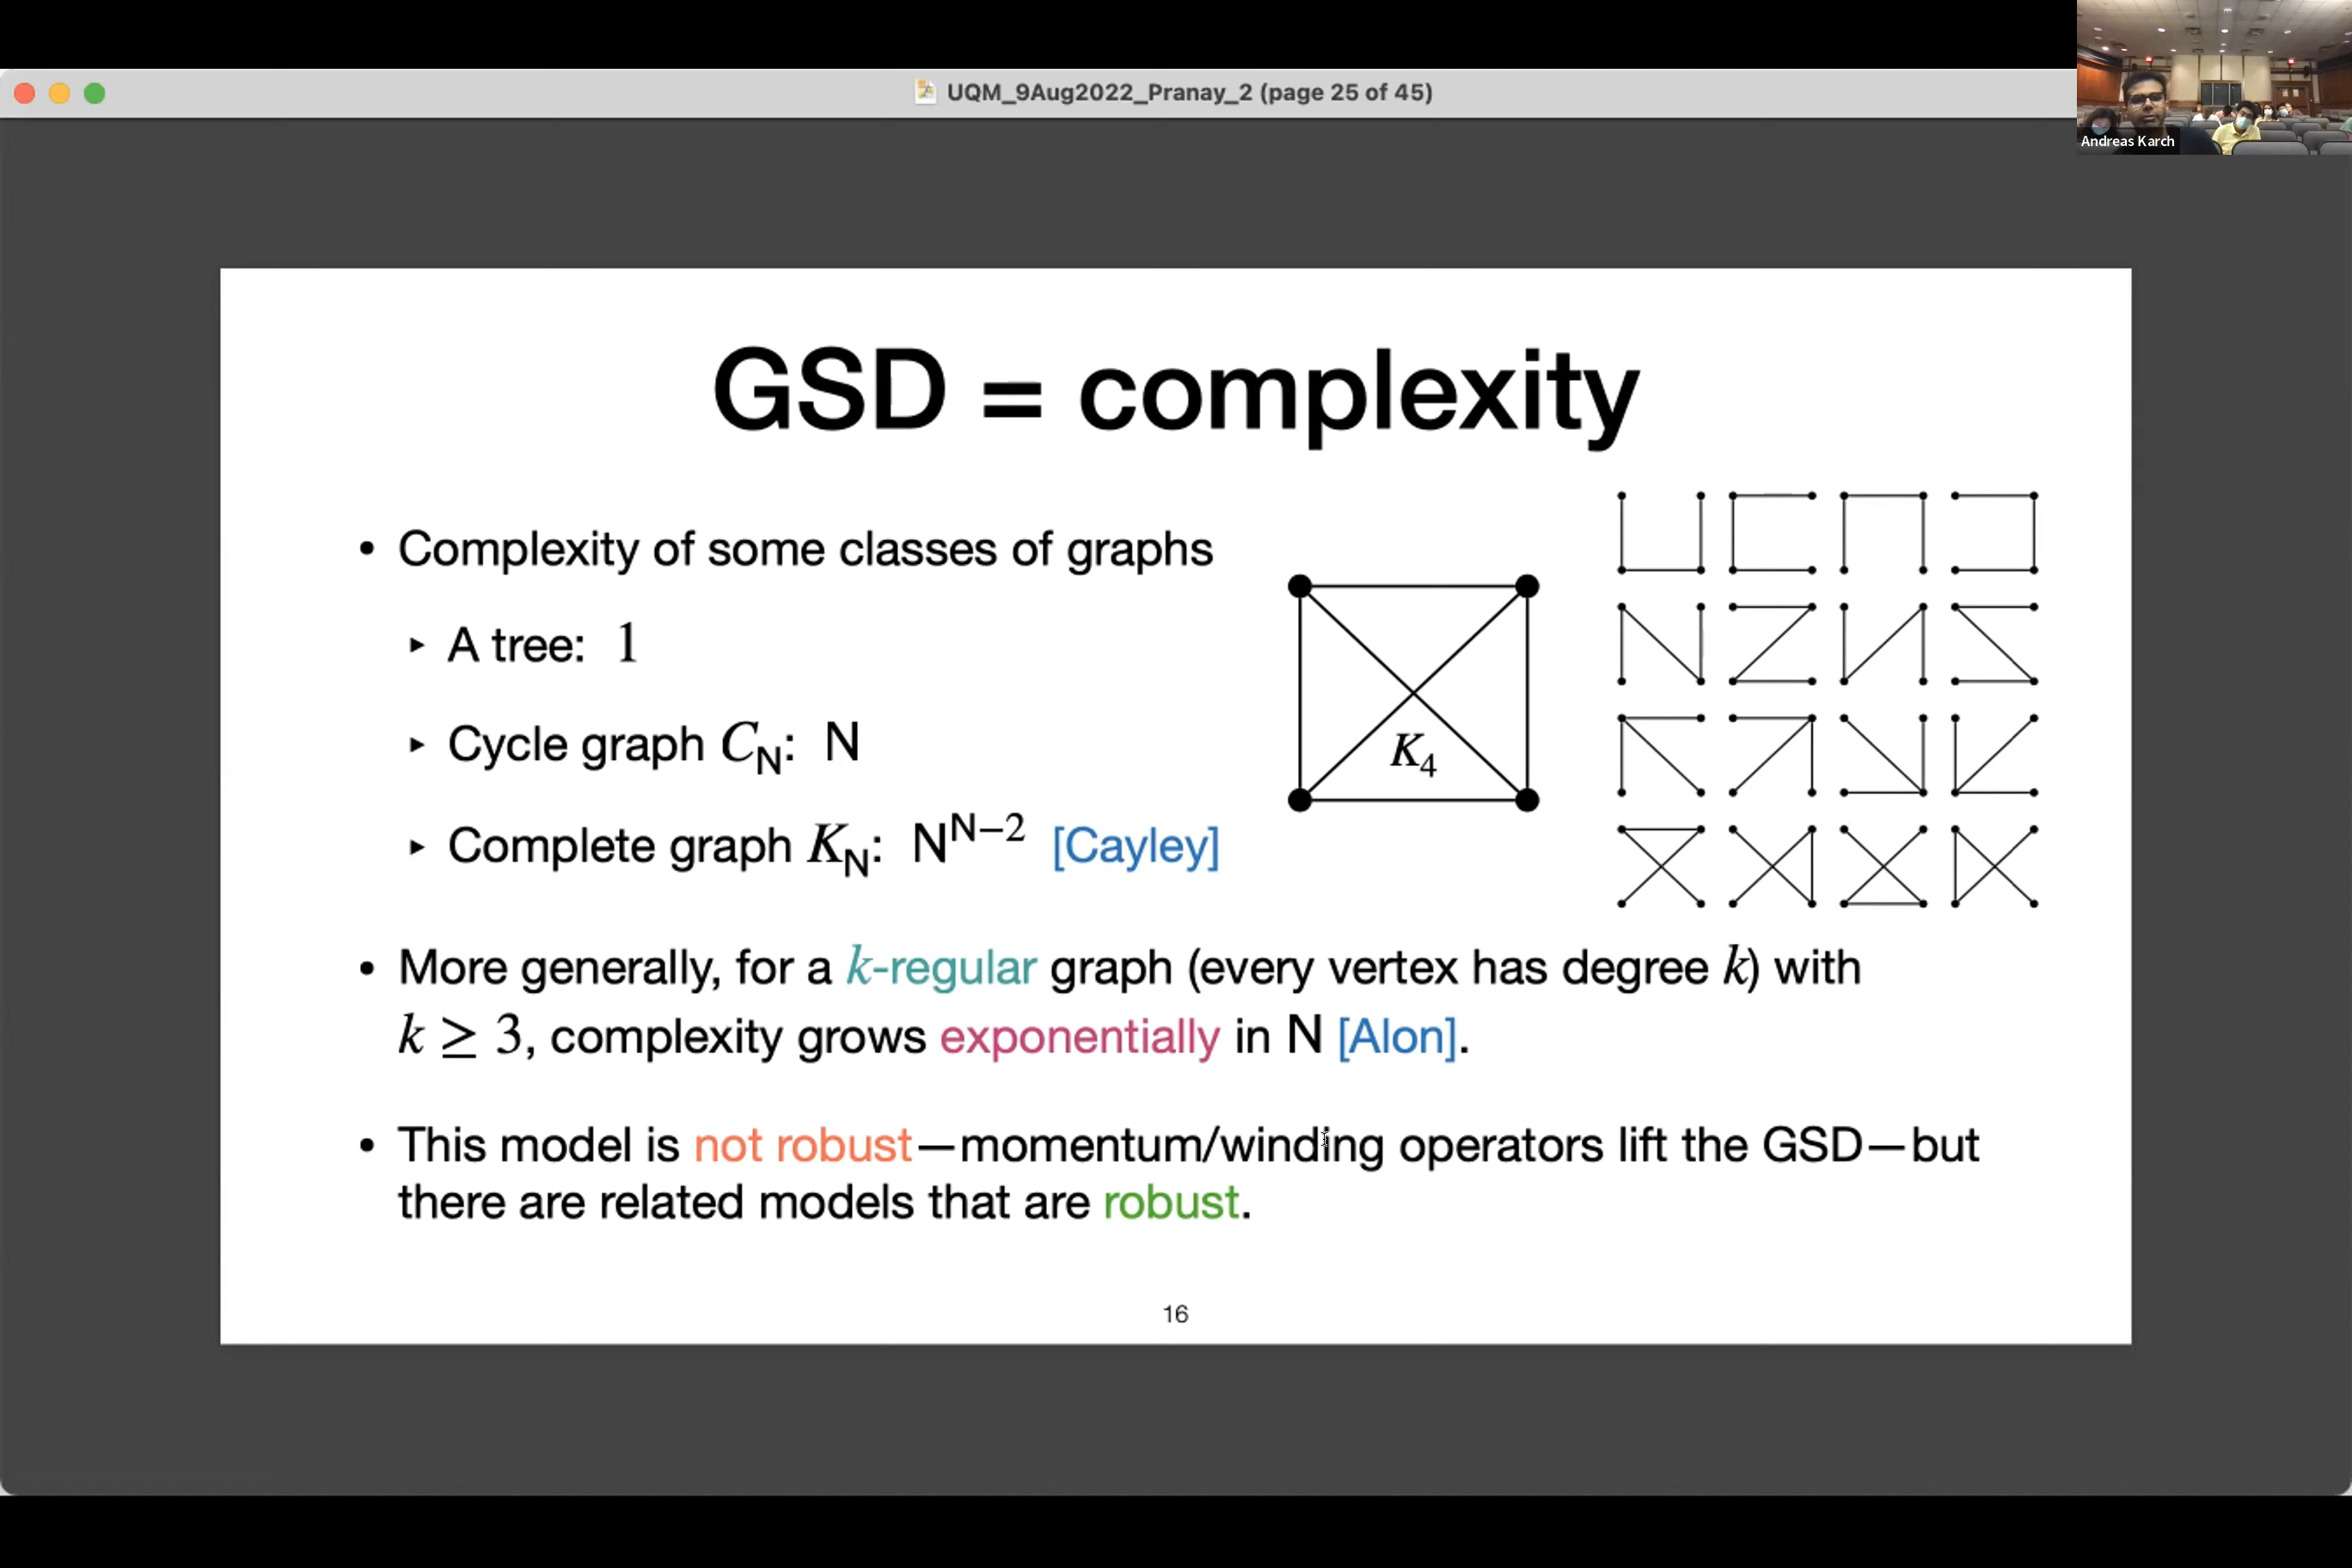 UQM_9Aug2022_Pranay_2 (page 25 of 45)
Andreas Karch
GSD = complexity
• Complexity of some classes of graphs
▸ A tree: 1
▸ Cycle graph C_N: N
▸ Complete graph K_N: N^{N−2} [Cayley]
K_4
• More generally, for a k-regular graph (every vertex has degree k) with
k ≥ 3, complexity grows exponentially in N [Alon].
• This model is not robust—momentum/winding operators lift the GSD—but
there are related models that are robust.
16